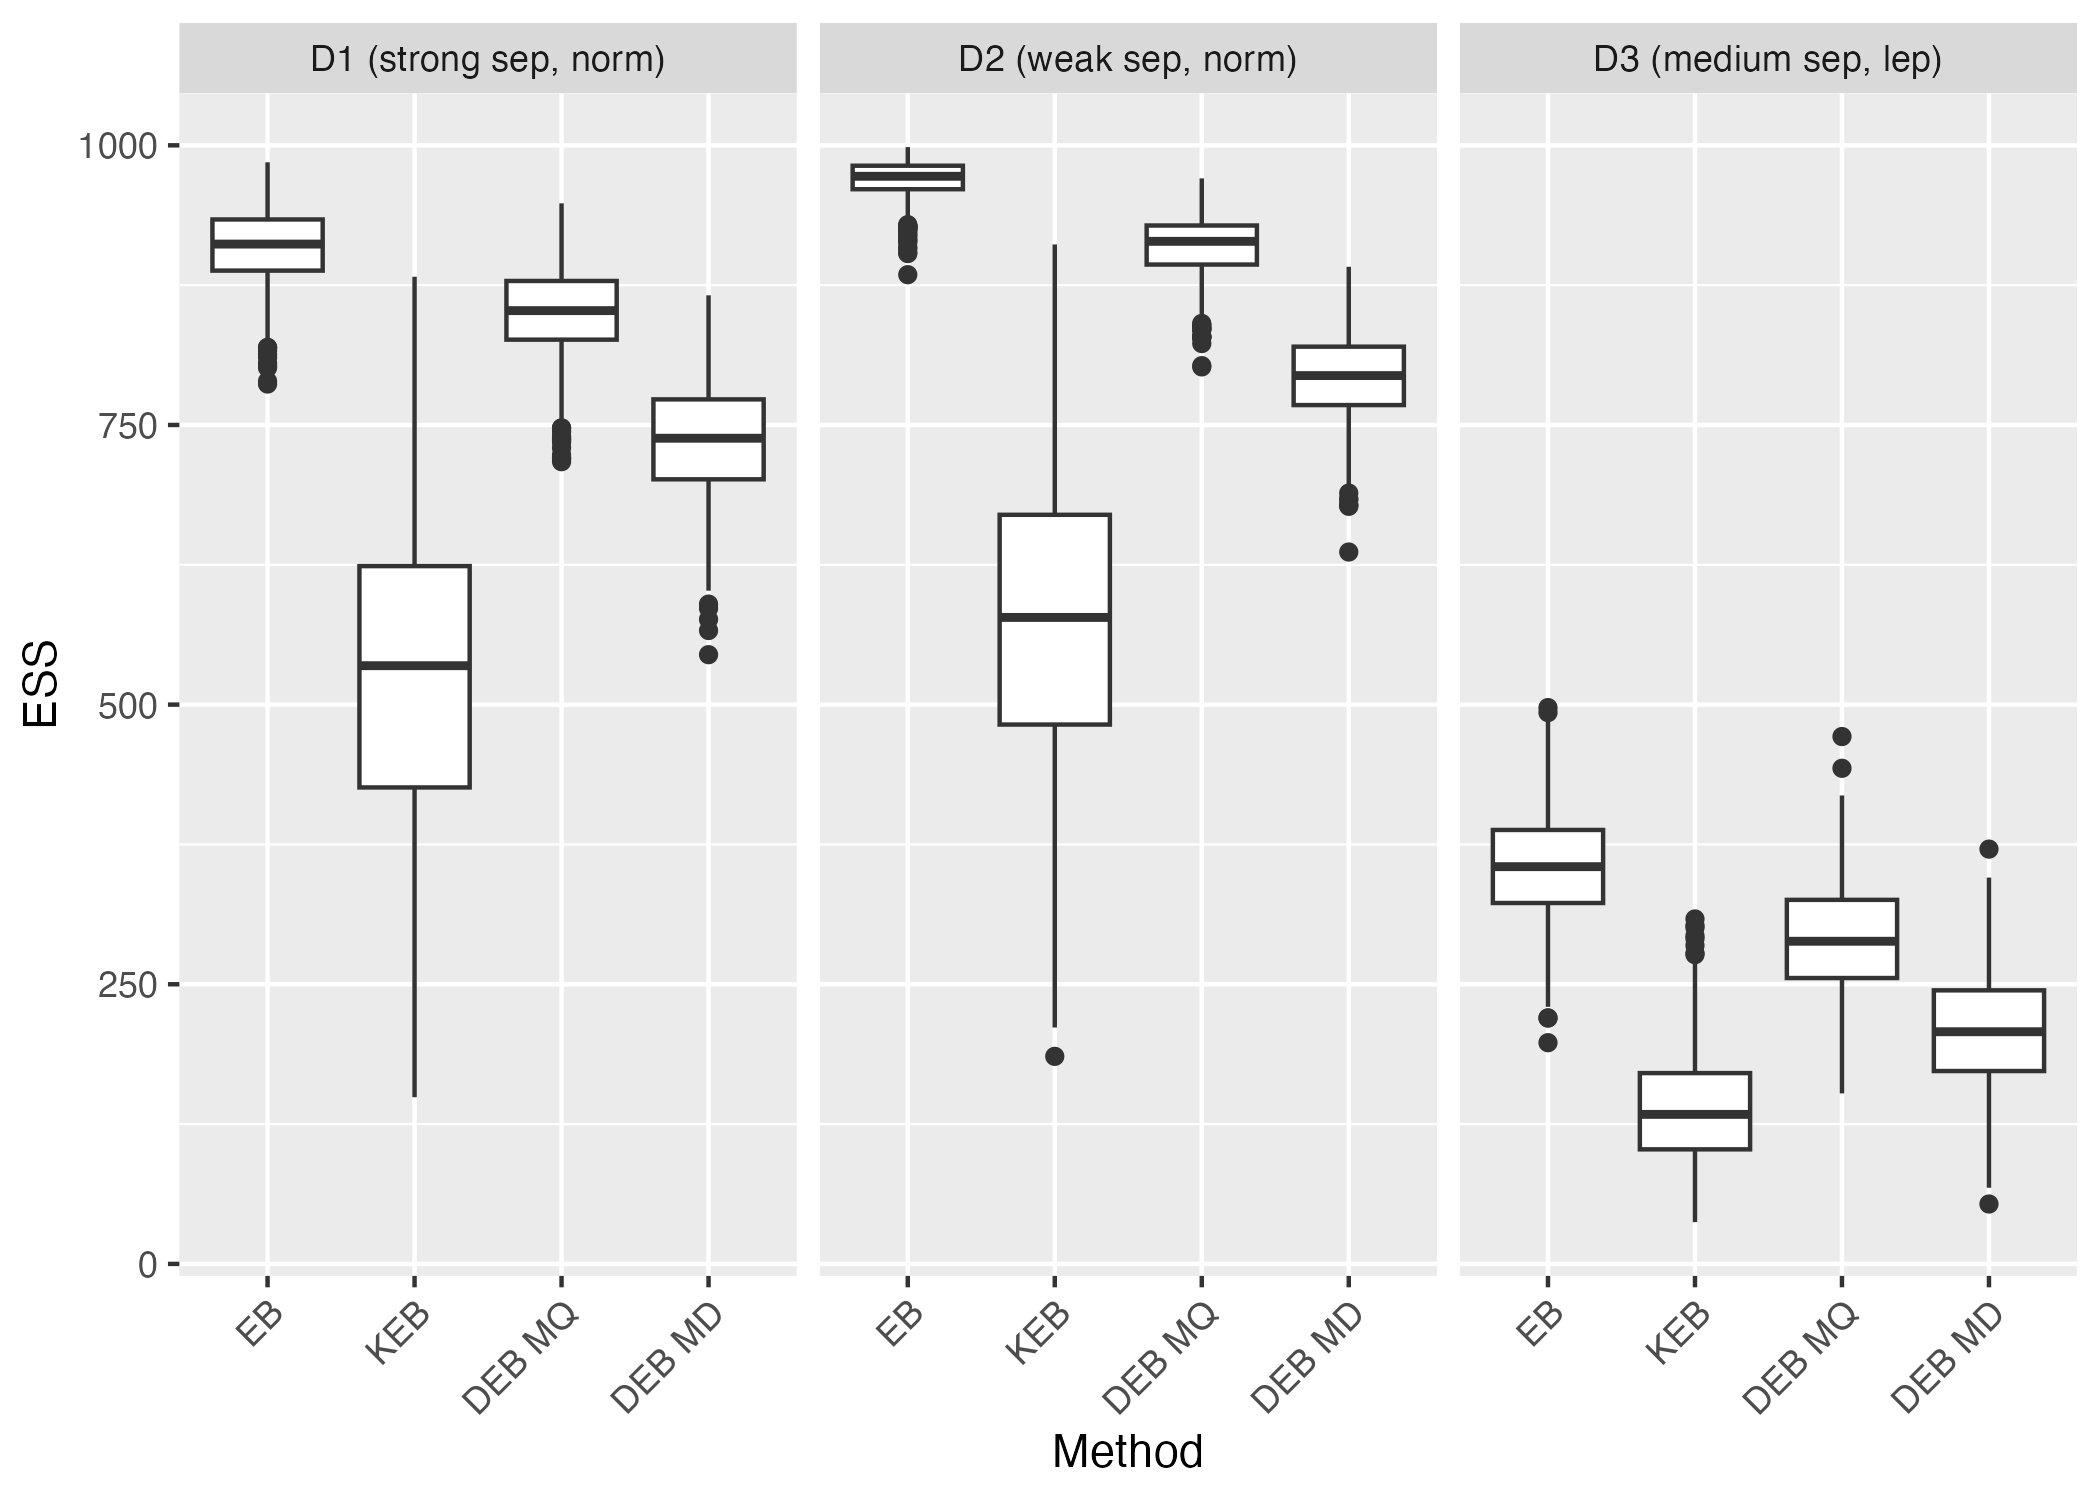 D1 (strong sep, norm) D2 (weak sep, norm) D3 (medium sep, lep)
1000
750
500
250
0
ESS
EB KEB DEB MQ DEB MD EB KEB DEB MQ DEB MD EB KEB DEB MQ DEB MD
Method